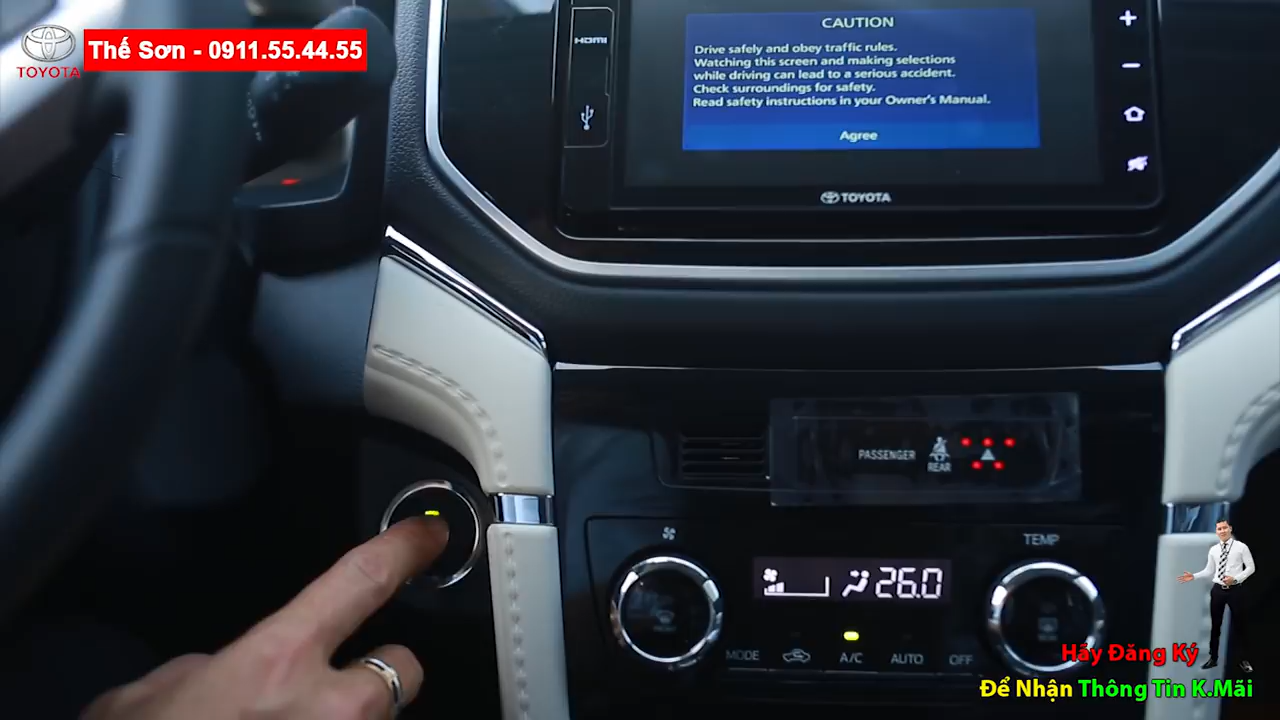 TOYOTA
Thế Sơn - 0911.55.44.55
HDMI
CAUTION
Drive safely and obey traffic rules.
Watching this screen and making selections
while driving can lead to a serious accident.
Check surroundings for safety.
Read safety instructions in your Owner's Manual.
Agree
TOYOTA
PASSENGER
REAR
TEMP
26.0
MODE
A/C
AUTO
OFF
Hãy Đăng Ký
Để Nhận Thông Tin K.Mãi